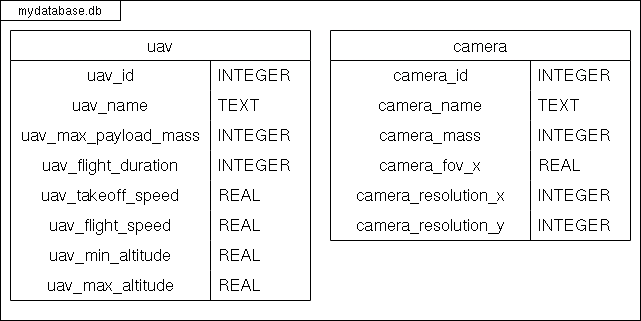 mydatabase.db
uav
uav_id INTEGER
uav_name TEXT
uav_max_payload_mass INTEGER
uav_flight_duration INTEGER
uav_takeoff_speed REAL
uav_flight_speed REAL
uav_min_altitude REAL
uav_max_altitude REAL
camera
camera_id INTEGER
camera_name TEXT
camera_mass INTEGER
camera_fov_x REAL
camera_resolution_x INTEGER
camera_resolution_y INTEGER